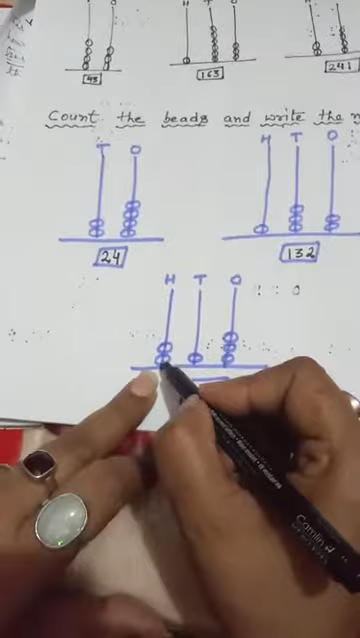 H T O
43 163 241
Count the beads and write the
T O H T O
24 132
H T O
Camlin